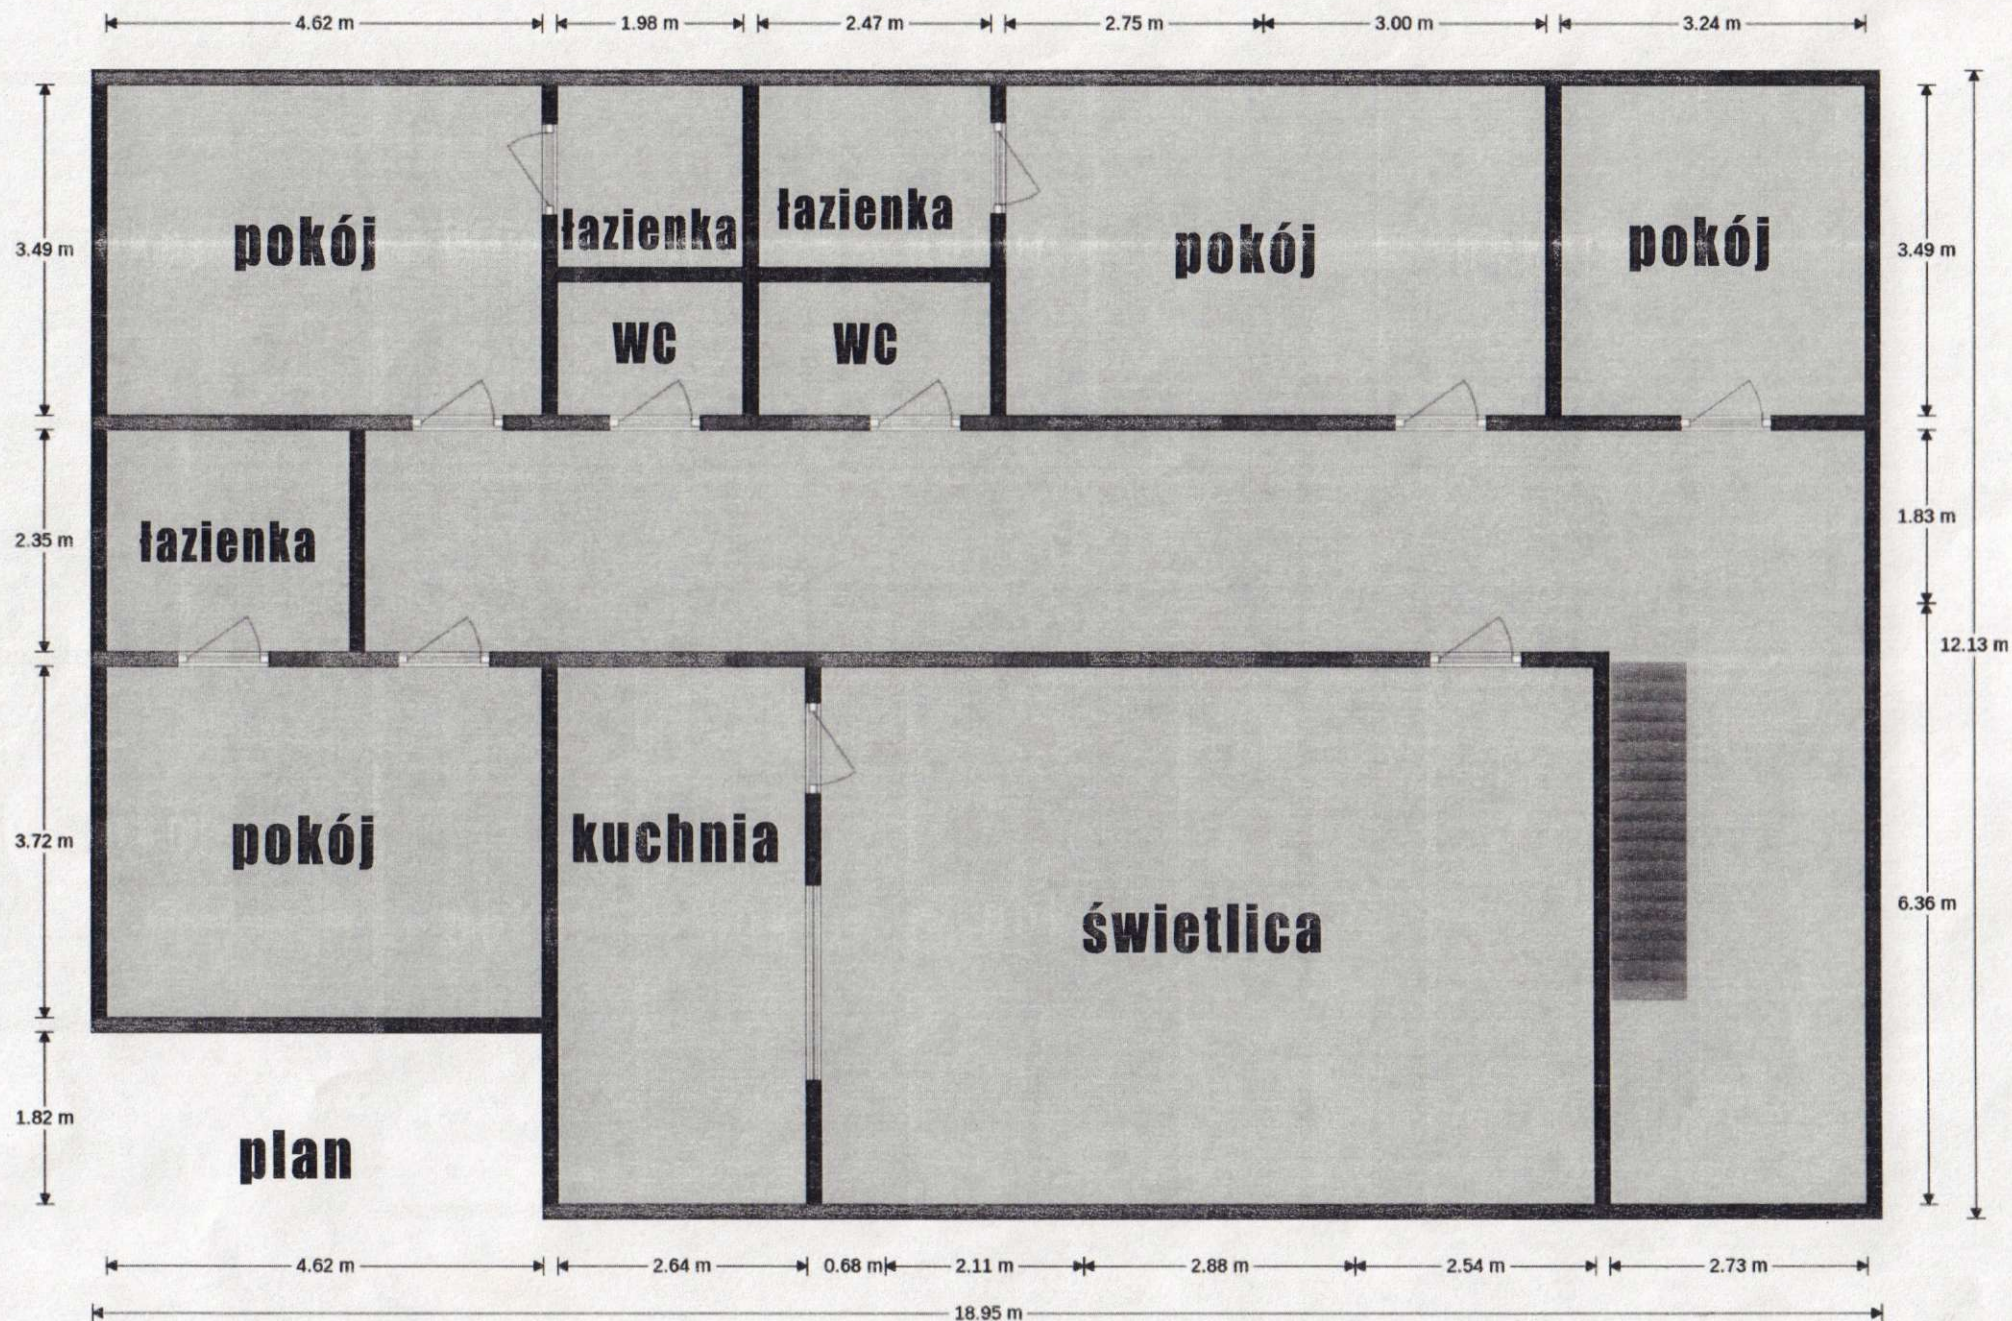 4.62 m 1.98 m 2.47 m 2.75 m 3.00 m 3.24 m
łazienka
pokój łazienka pokój pokój
3.49 m 3.49 m
WC WC
1.83 m
2.35 m łazienka
12.13 m
3.72 m pokój kuchnia
6.36 m
świetlica
1.82 m
plan
4.62 m 2.64 m 0.68 m 2.11 m 2.88 m 2.54 m 2.73 m
18.95 m